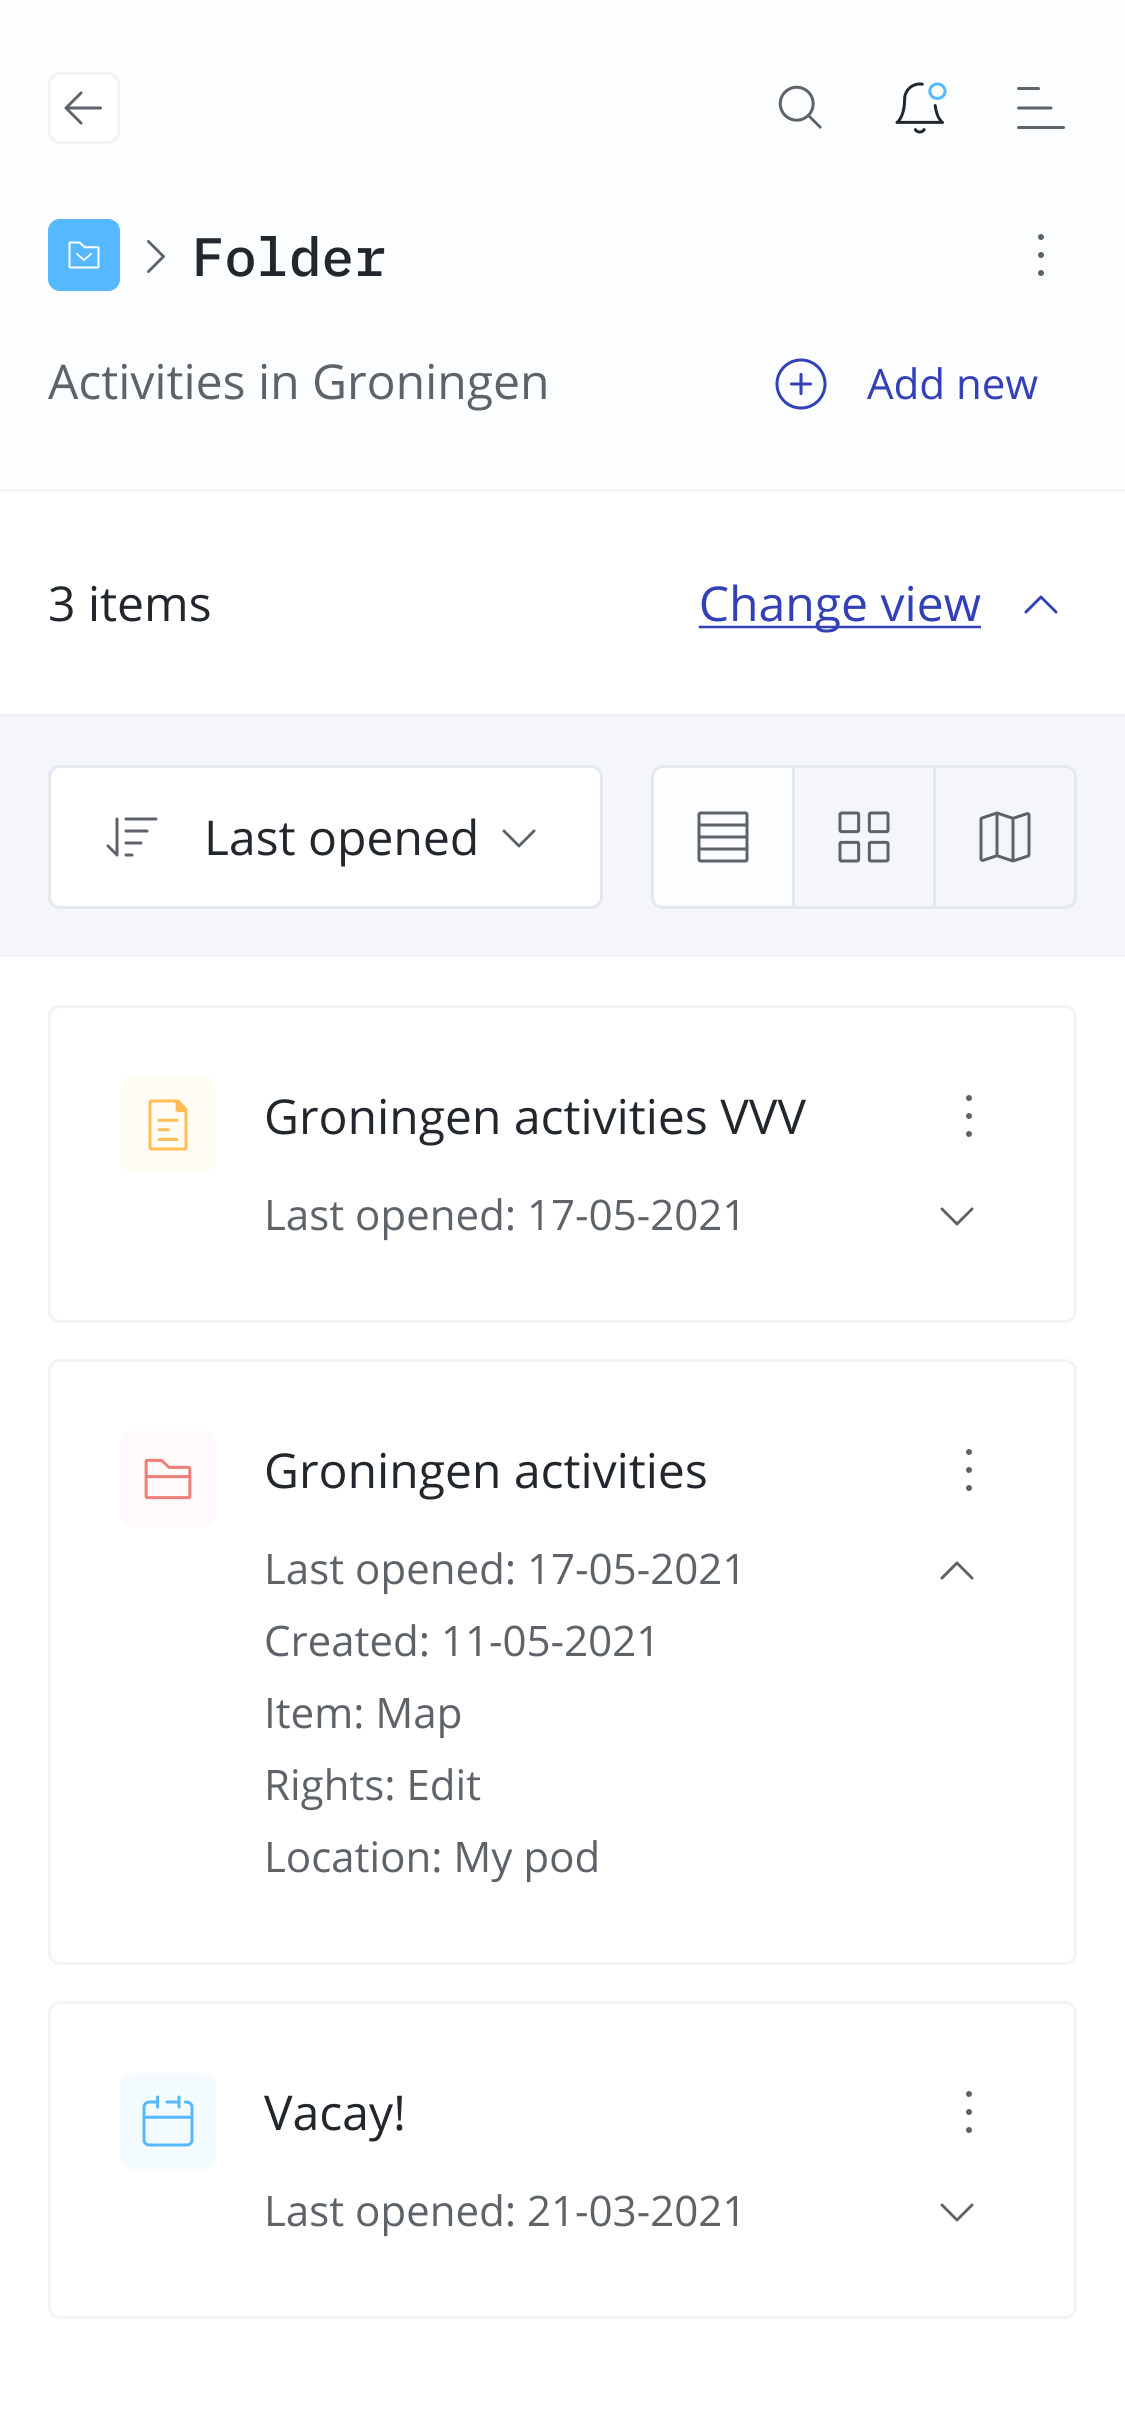 Folder
Activities in Groningen
Add new
3 items
Change view
Last opened
Groningen activities VVV
Last opened: 17-05-2021
Groningen activities
Last opened: 17-05-2021
Created: 11-05-2021
Item: Map
Rights: Edit
Location: My pod
Vacay!
Last opened: 21-03-2021